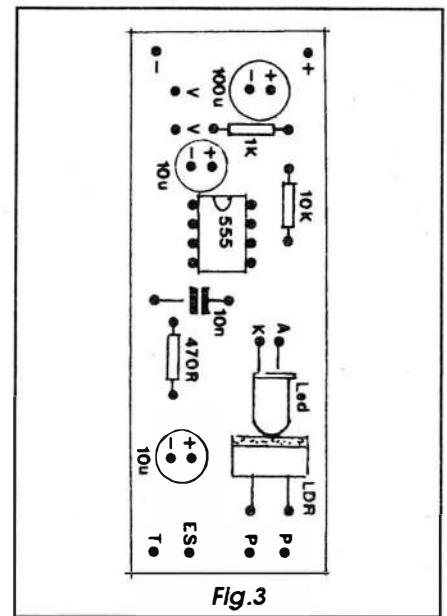 - +
100u - +
V
V 1K
10u - +
10K
555
10n
470R
K A
Led
10u - +
LDR
T ES P P
Fig.3